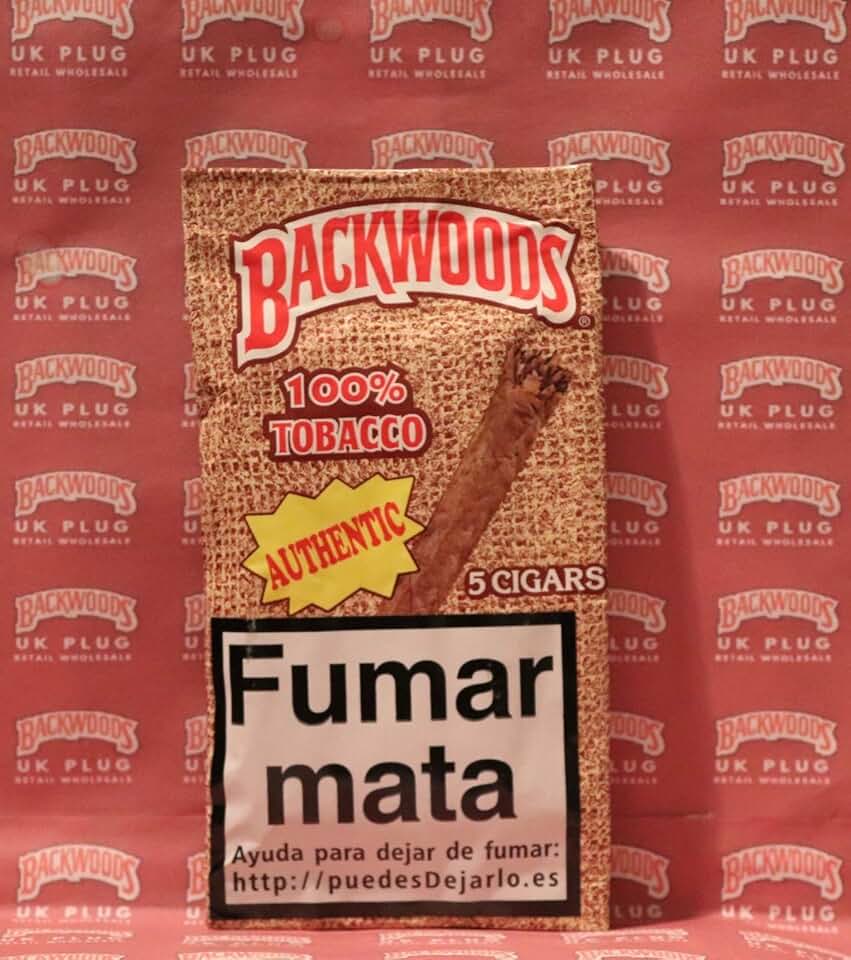 BACKWOODS®
100%
TOBACCO
AUTHENTIC
5 CIGARS
Fumar
mata
Ayuda para dejar de fumar:
http://puedesDejarlo.es
BACKWOODS
UK PLUG
RETAIL WHOLESALE